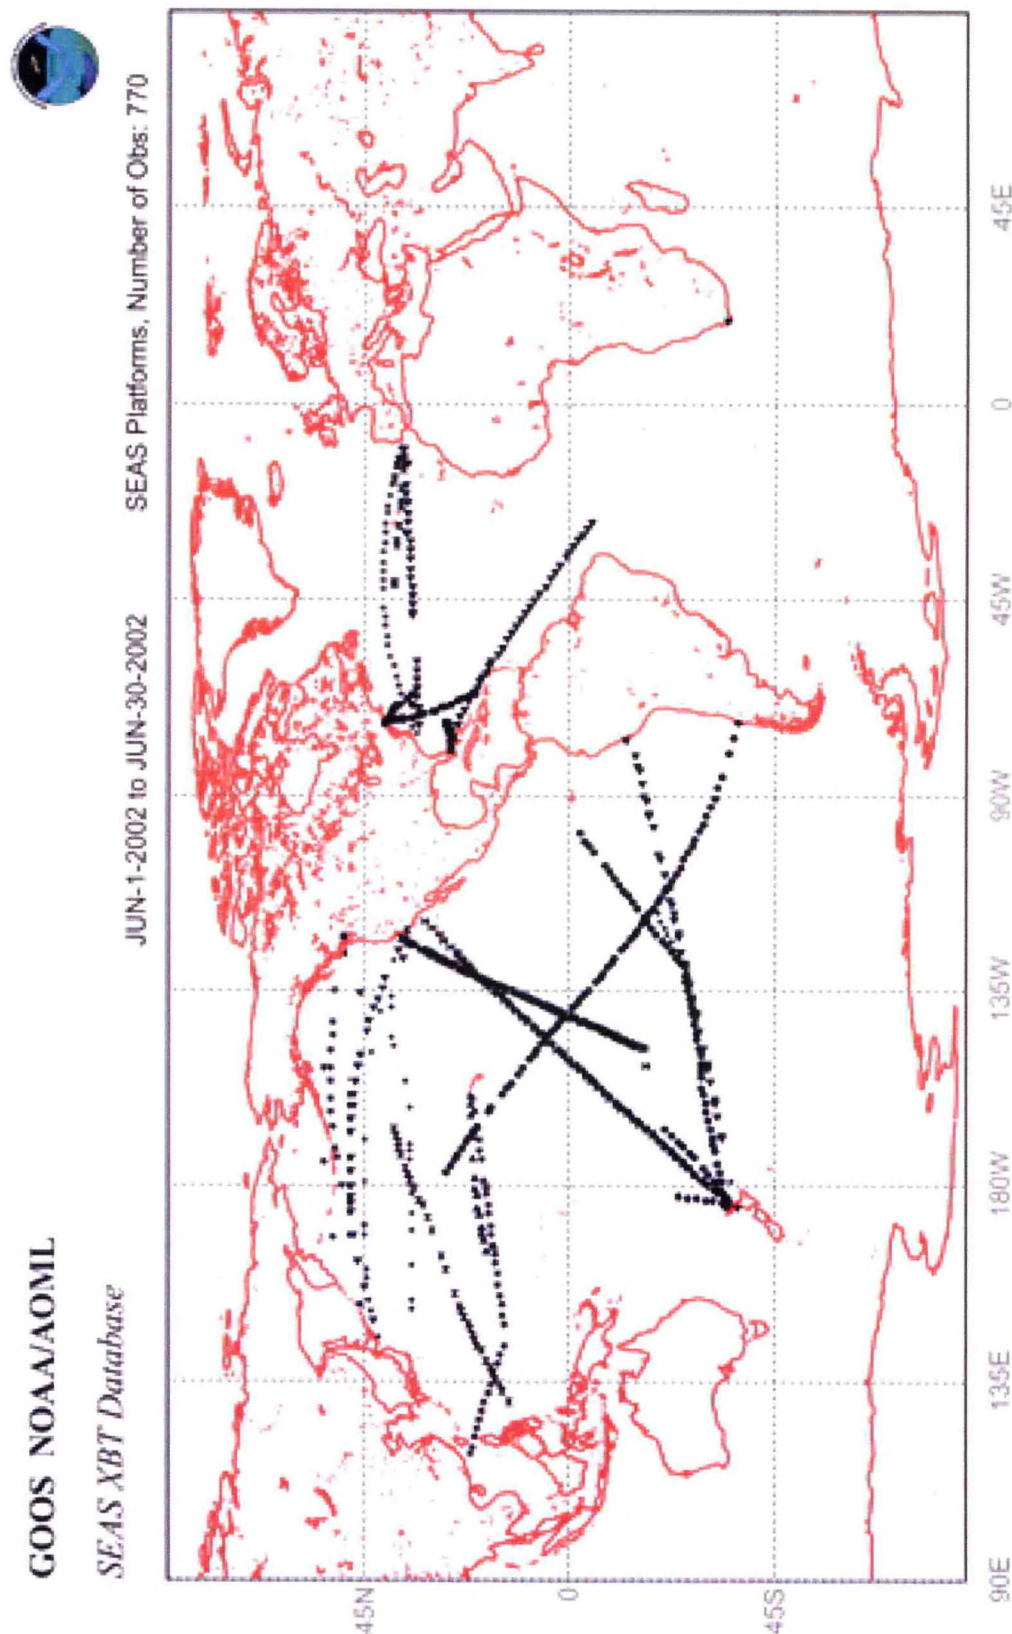 GOOS NOAA/AOML
SEAS XBT Database
JUN-1-2002 to JUN-30-2002 SEAS Platforms, Number of Obs: 770
45N
0
45S
90E 135E 180W 135W 90W 45W 0 45E